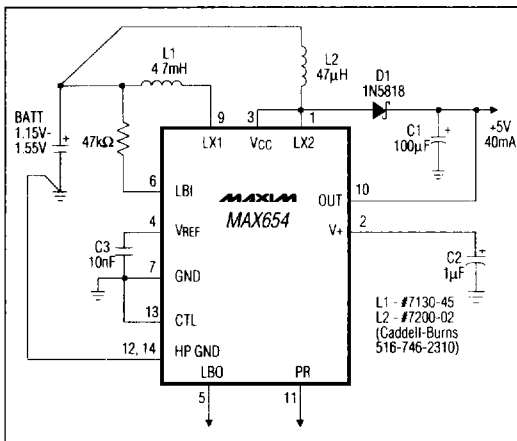 L1
4.7mH
L2
47µH
D1
1N5818
BATT
1.15V-
1.55V
+
47kΩ
9
3
1
LX1
VCC
LX2
C1
100µF
+
+5V
40mA
6
LBI
MAXIM
MAX654
OUT
10
4
VREF
V+
2
C3
10nF
7
GND
C2
1µF
+
13
CTL
12, 14
HP GND
L1 - #7130-45
L2 - #7200-02
(Caddell-Burns
516-746-2310)
LBO
PR
5
11